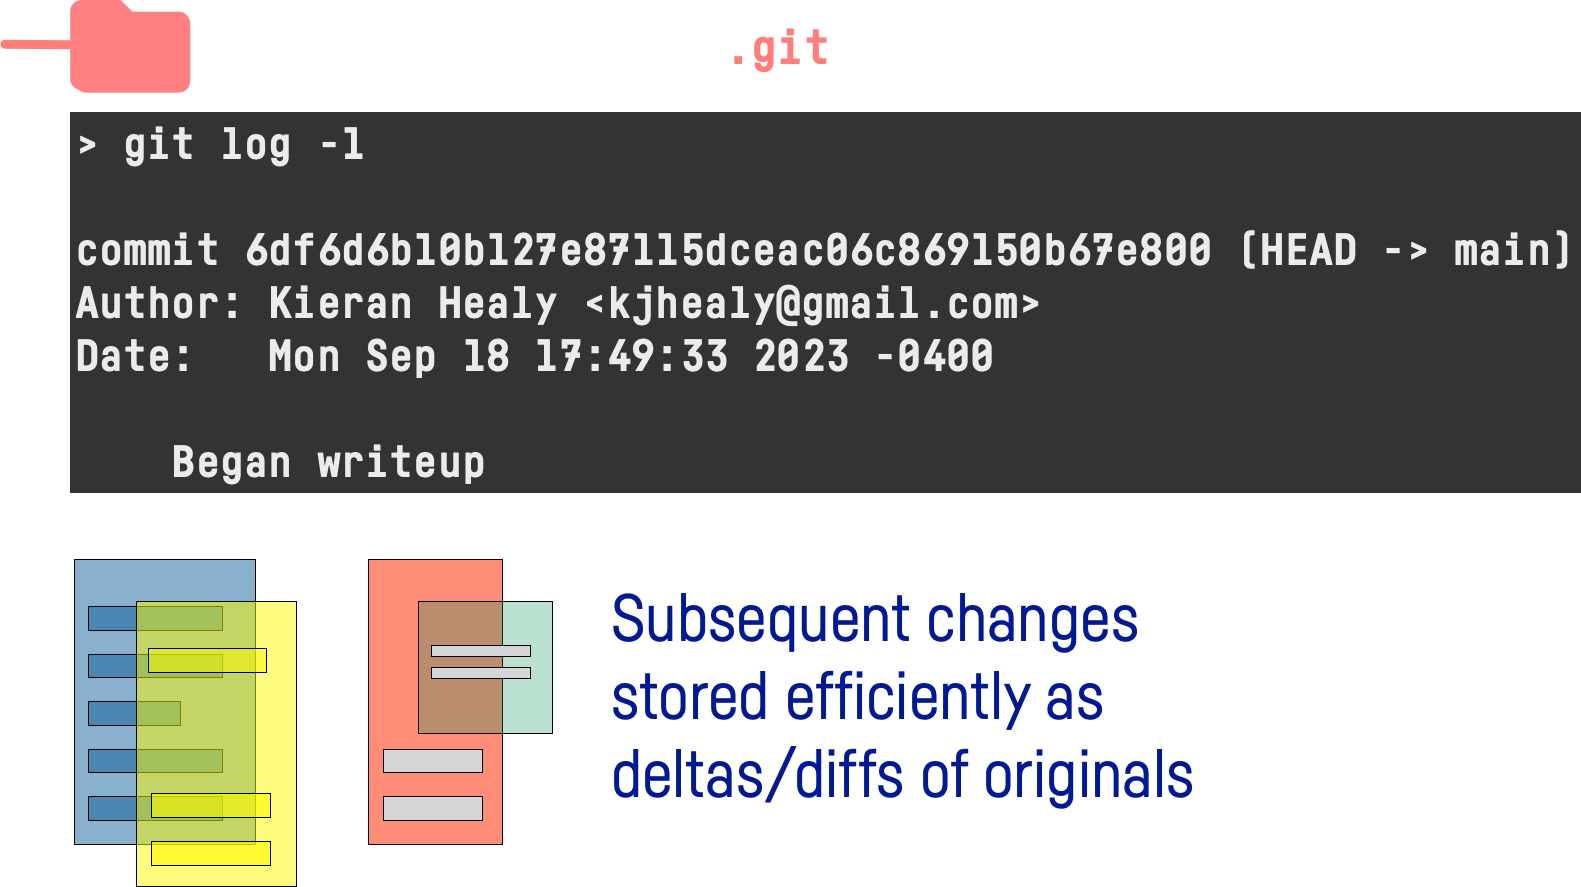 .git
> git log -1
commit 6df6d6b10b127e87115dceac06c869150b67e800 (HEAD -> main)
Author: Kieran Healy <kjhealy@gmail.com>
Date:   Mon Sep 18 17:49:33 2023 -0400
Began writeup
Subsequent changes
stored efficiently as
deltas/diffs of originals